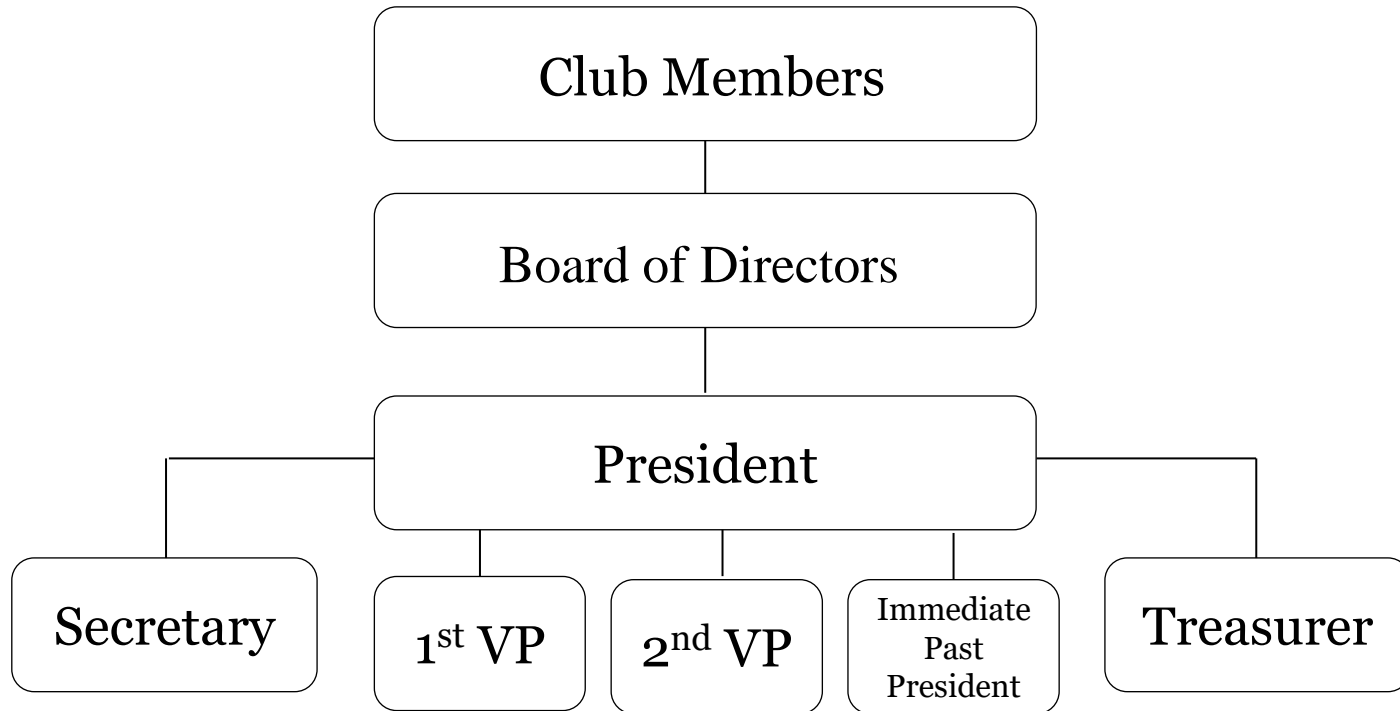 Club Members
Board of Directors
President
Secretary
1st VP
2nd VP
Immediate
Past
President
Treasurer